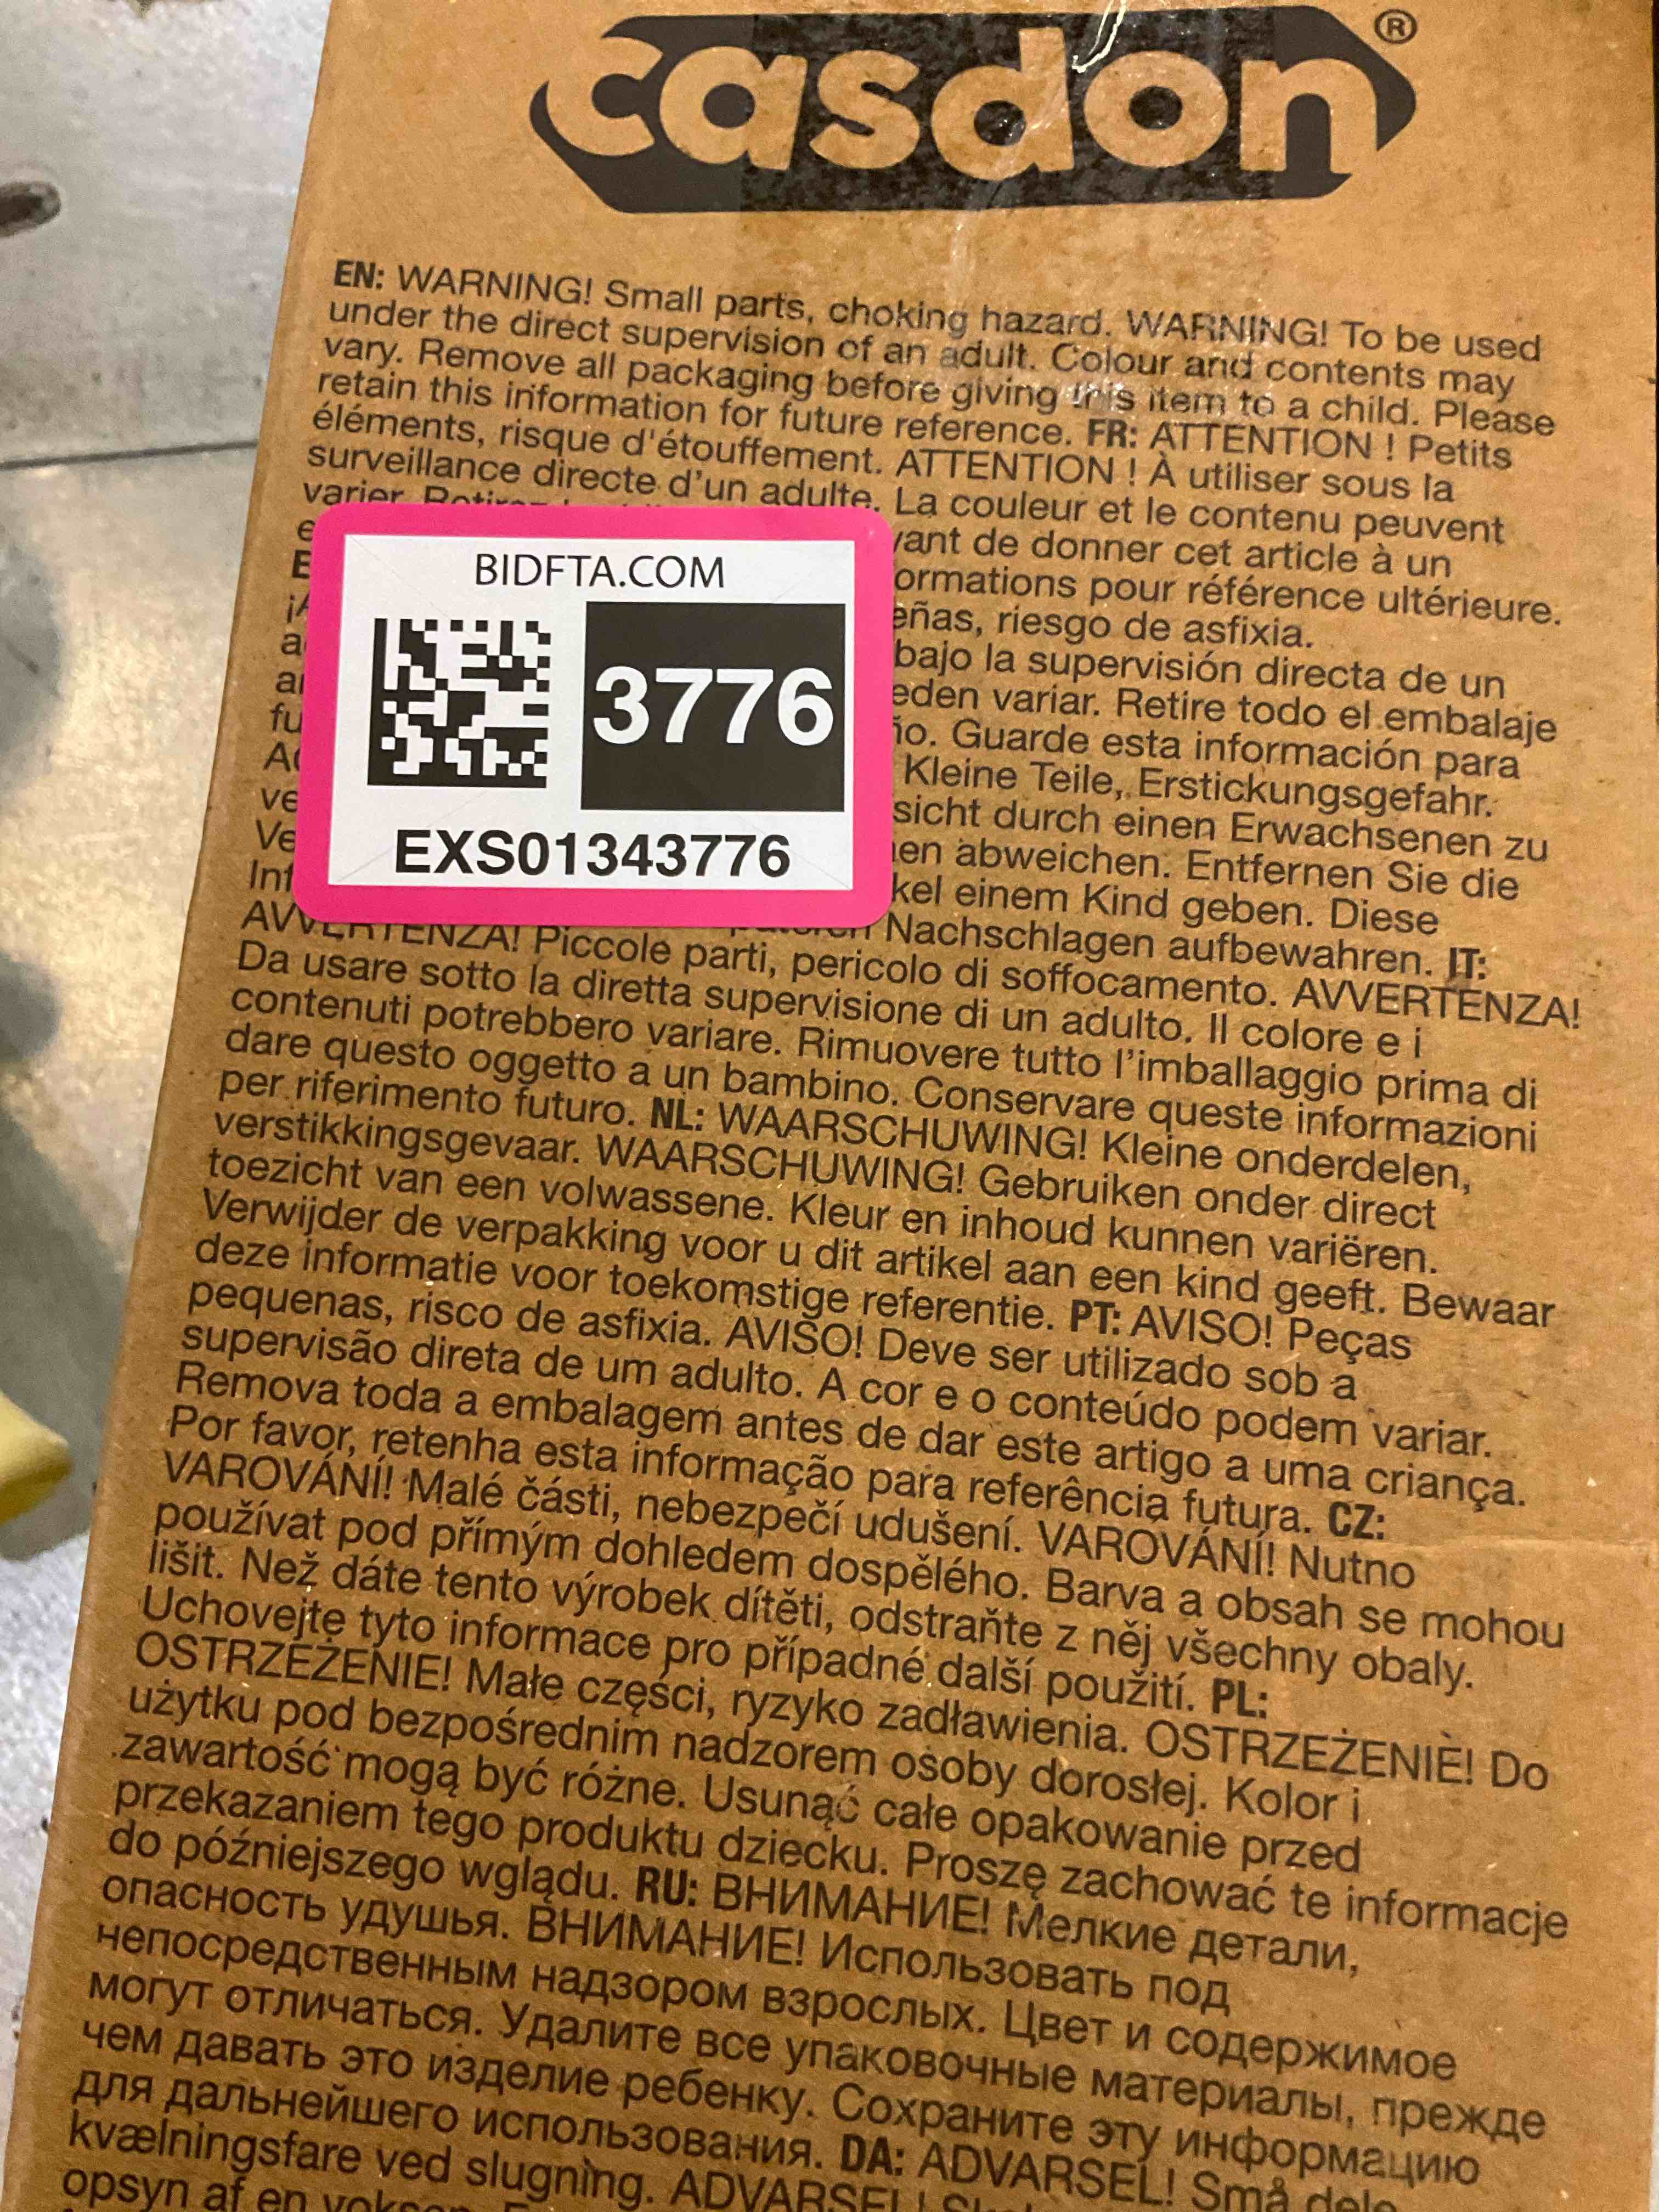 casdon®
EN: WARNING! Small parts, choking hazard. WARNING! To be used
under the direct supervision of an adult. Colour and contents may
vary. Remove all packaging before giving this item to a child. Please
retain this information for future reference. FR: ATTENTION ! Petits
éléments, risque d'étouffement. ATTENTION ! À utiliser sous la
surveillance directe d'un adulte. La couleur et le contenu peuvent
varier. de donner cet article à un
pour référence ultérieure.
riesgo de asfixia.
bajo la supervisión directa de un
variar. Retire todo el embalaje
Guarde esta información para
Kleine Teile, Erstickungsgefahr.
durch einen Erwachsenen zu
abweichen. Entfernen Sie die
einem Kind geben. Diese
Nachschlagen aufbewahren. IT:
AVVERTENZA! Piccole parti, pericolo di soffocamento. AVVERTENZA!
Da usare sotto la diretta supervisione di un adulto. Il colore e i
contenuti potrebbero variare. Rimuovere tutto l'imballaggio prima di
dare questo oggetto a un bambino. Conservare queste informazioni
per riferimento futuro. NL: WAARSCHUWING! Kleine onderdelen,
verstikkingsgevaar. WAARSCHUWING! Gebruiken onder direct
toezicht van een volwassene. Kleur en inhoud kunnen variëren.
Verwijder de verpakking voor u dit artikel aan een kind geeft. Bewaar
deze informatie voor toekomstige referentie. PT: AVISO! Peças
pequenas, risco de asfixia. AVISO! Deve ser utilizado sob a
supervisão direta de um adulto. A cor e o conteúdo podem variar.
Remova toda a embalagem antes de dar este artigo a uma criança.
Por favor, retenha esta informação para referência futura. CZ:
VAROVÁNÍ! Malé části, nebezpečí udušení. VAROVÁNÍ! Nutno
používat pod přímým dohledem dospělého. Barva a obsah se mohou
lišit. Než dáte tento výrobek dítěti, odstraňte z něj všechny obaly.
Uchovejte tyto informace pro případné další použití. PL:
OSTRZEŻENIE! Małe części, ryzyko zadławienia. OSTRZEŻENIE! Do
użytku pod bezpośrednim nadzorem osoby dorosłej. Kolor i
zawartość mogą być różne. Usunąć całe opakowanie przed
przekazaniem tego produktu dziecku. Proszę zachować te informacje
do późniejszego wglądu. RU: ВНИМАНИЕ! Мелкие детали,
опасность удушья. ВНИМАНИЕ! Использовать под
непосредственным надзором взрослых. Цвет и содержимое
могут отличаться. Удалите все упаковочные материалы, прежде
чем давать это изделие ребенку. Сохраните эту информацию
для дальнейшего использования. DA: ADVARSEL! Små dele
kvælningsfare ved slugning. ADVARSEL!
opsyn af en voksen.
BIDFTA.COM
3776
EXS01343776